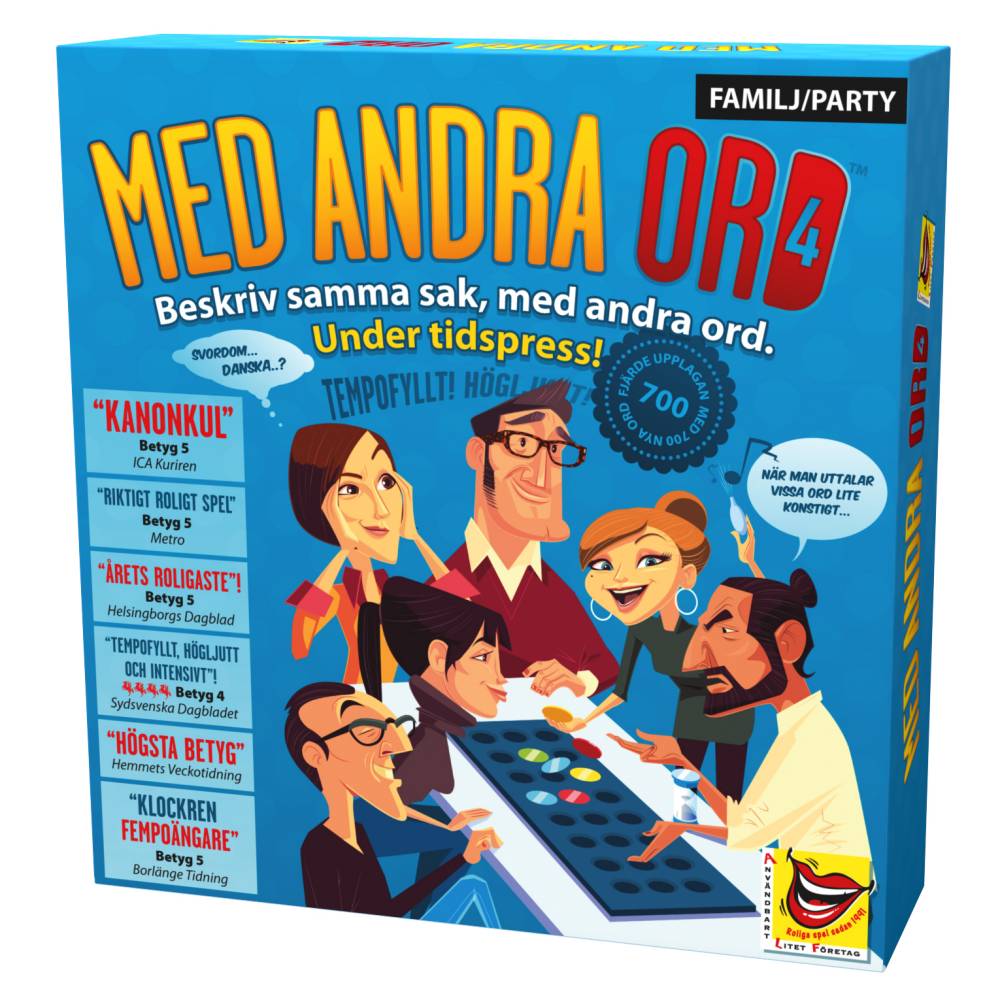 MED ANDRA
FAMILJ/PARTY
MED ANDRA ORD 4 ™
Beskriv samma sak, med andra ord.
Under tidspress!
SVORDOM...
DANSKA..?
TEMPOFYLLT!
FJÄRDE UPPLAGAN MED 700 NYA ORD
700
"KANONKUL"
Betyg 5
ICA Kuriren
"RIKTIGT ROLIGT SPEL"
Betyg 5
Metro
"ÅRETS ROLIGASTE"!
Betyg 5
Helsingborgs Dagblad
"TEMPOFYLLT, HÖGLJUTT
OCH INTENSIVT"!
Betyg 4
Sydsvenska Dagbladet
"HÖGSTA BETYG"
Hemmets Veckotidning
"KLOCKREN
FEMPOÄNGARE"
Betyg 5
Borlänge Tidning
NÄR MAN UTTALAR
VISSA ORD LITE
KONSTIGT...
MED ANDRA ORD 4
Roliga spel sedan 1991
ANVÄNDBART
LITET FÖRETAG